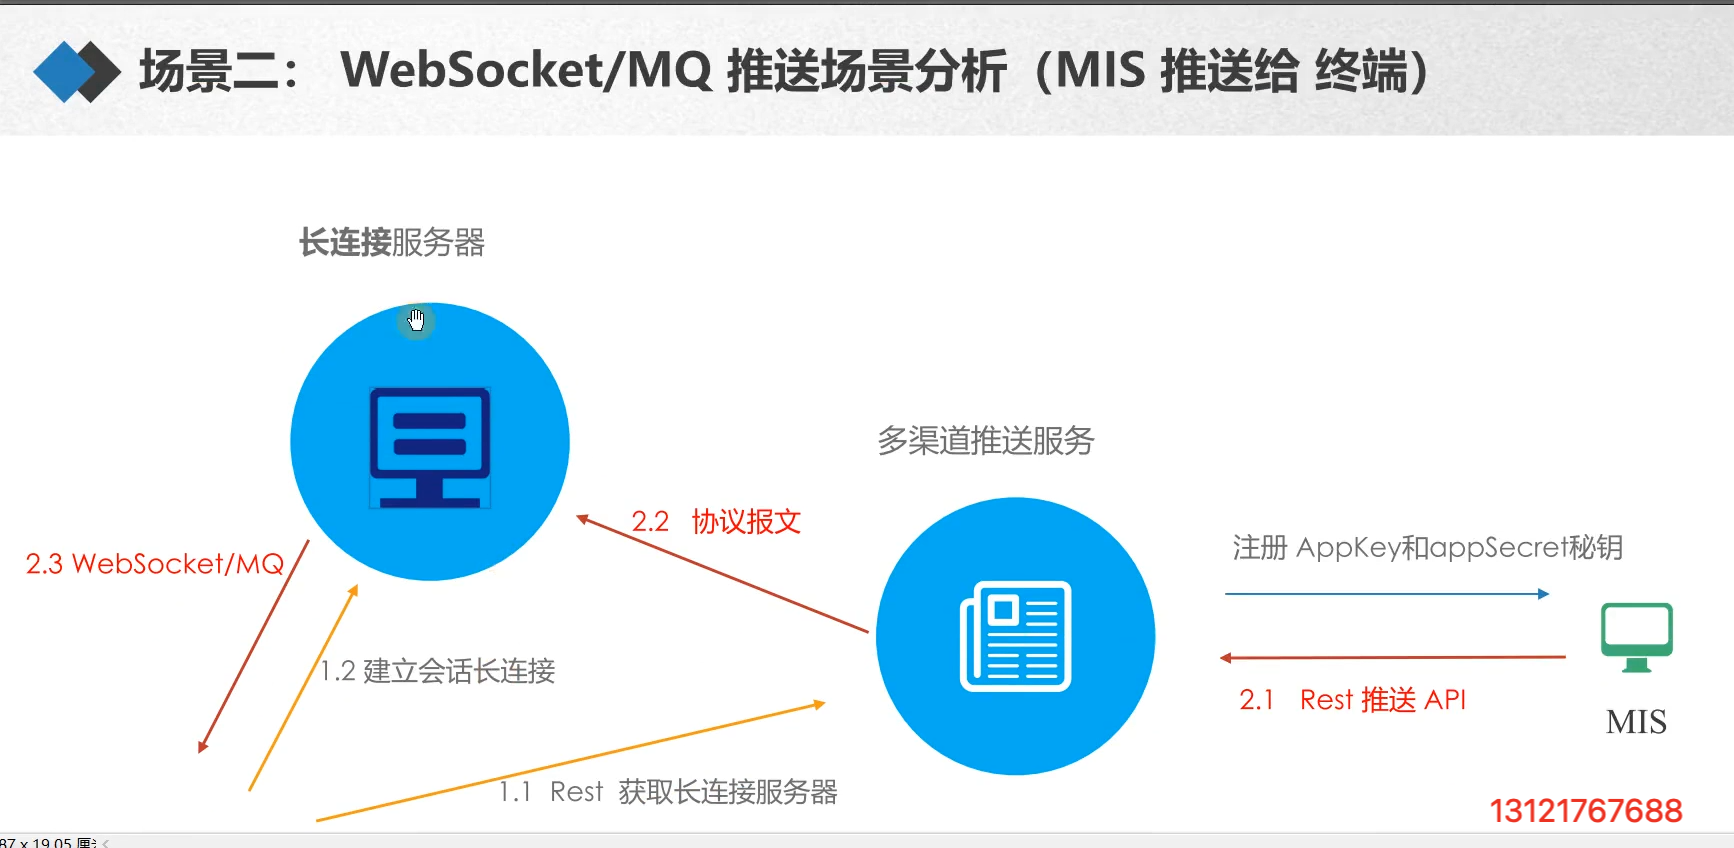 场景二： WebSocket/MQ 推送场景分析（MIS 推送给 终端）
长连接服务器
多渠道推送服务
2.2 协议报文
注册 AppKey和appSecret秘钥
2.3 WebSocket/MQ
1.2 建立会话长连接
2.1 Rest 推送 API
MIS
1.1 Rest 获取长连接服务器
13121767688
87 x 19.05 厘